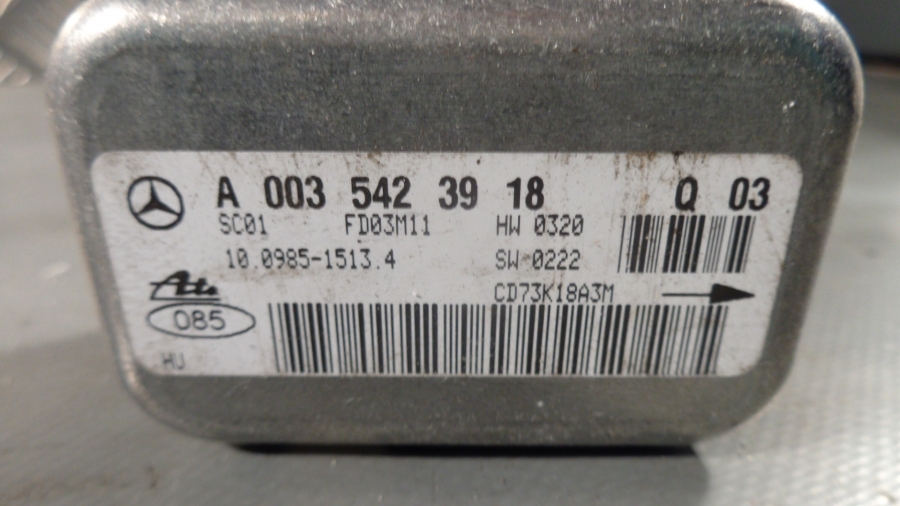 A 003 542 39 18 Q 03
SC01 FD03M11 HW 0320
10.0985-1513.4 SW 0222
Ate CD73K18A3M
085
HU